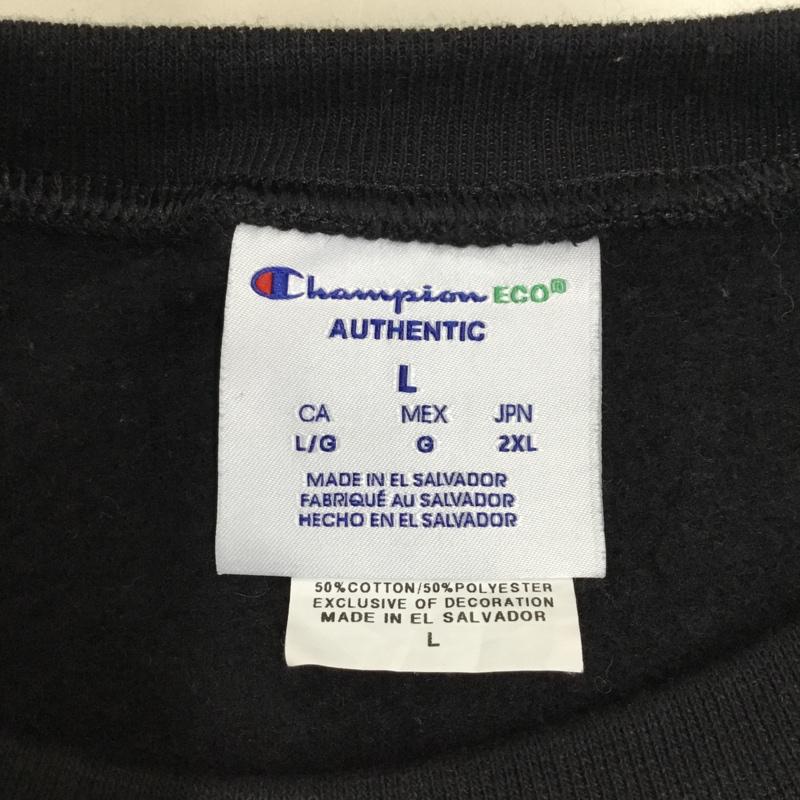 Champion ECO®
AUTHENTIC
L
CA MEX JPN
L/G G 2XL
MADE IN EL SALVADOR
FABRIQUÉ AU SALVADOR
HECHO EN EL SALVADOR
50%COTTON/50%POLYESTER
EXCLUSIVE OF DECORATION
MADE IN EL SALVADOR
L